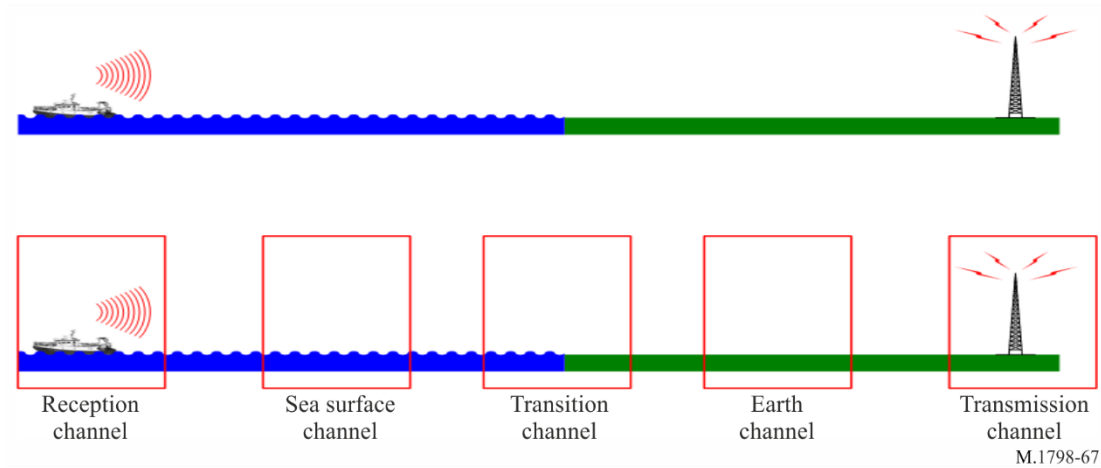 Reception
channel
Sea surface
channel
Transition
channel
Earth
channel
Transmission
channel
M.1798-67